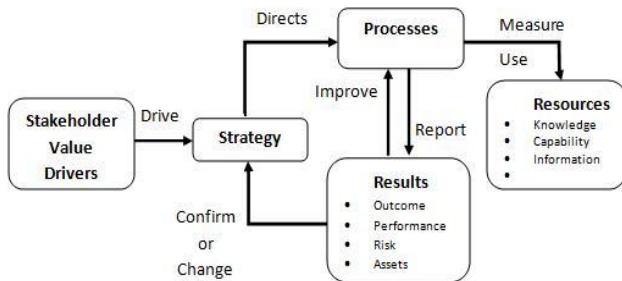 Directs
Processes
Measure
Use
Improve
Resources
• Knowledge
• Capability
• Information
•
Stakeholder
Value
Drivers
Drive
Strategy
Report
Results
• Outcome
• Performance
• Risk
• Assets
Confirm
or
Change